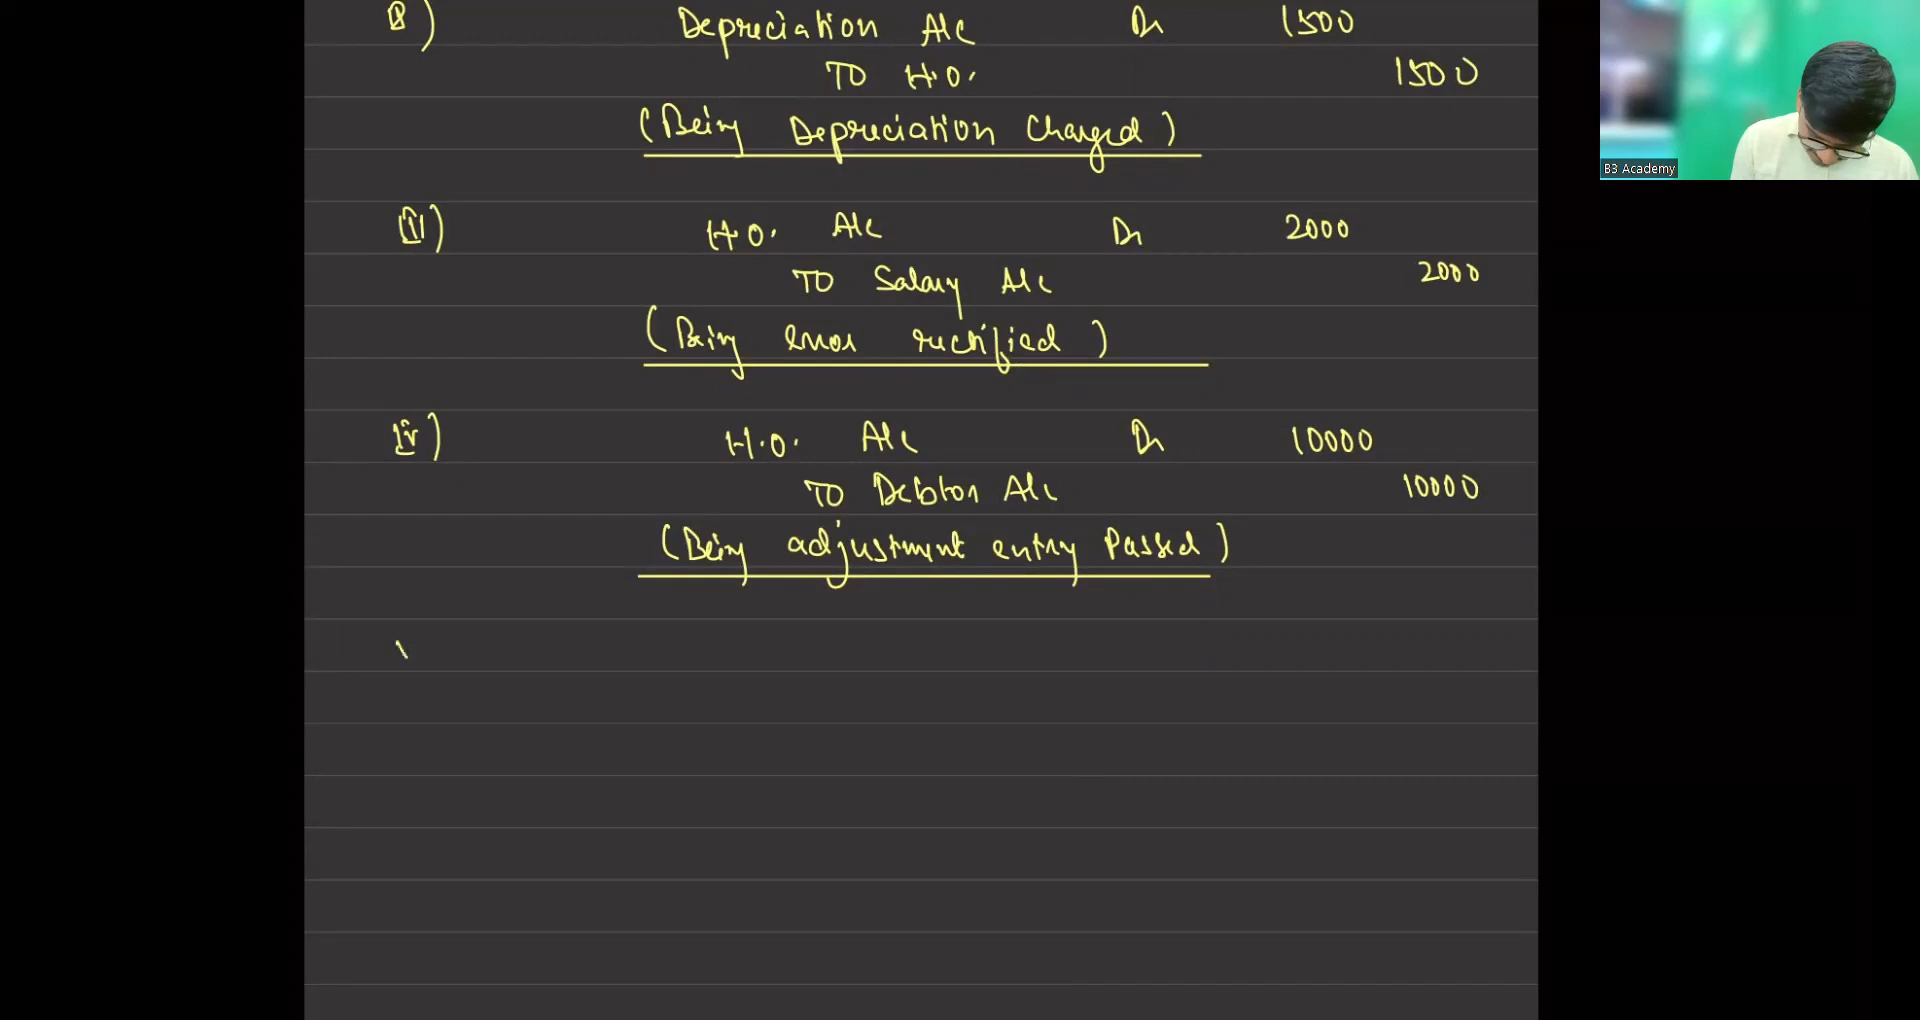 II) Depreciation A/c Dr 1500
TO H.O. 1500
(Being Depreciation Charged)
III) H.O. A/c Dr 2000
TO Salary A/c 2000
(Being error rectified)
IV) H.O. A/c Dr 10000
TO Debtor A/c 10000
(Being adjustment entry Passed)
B3 Academy